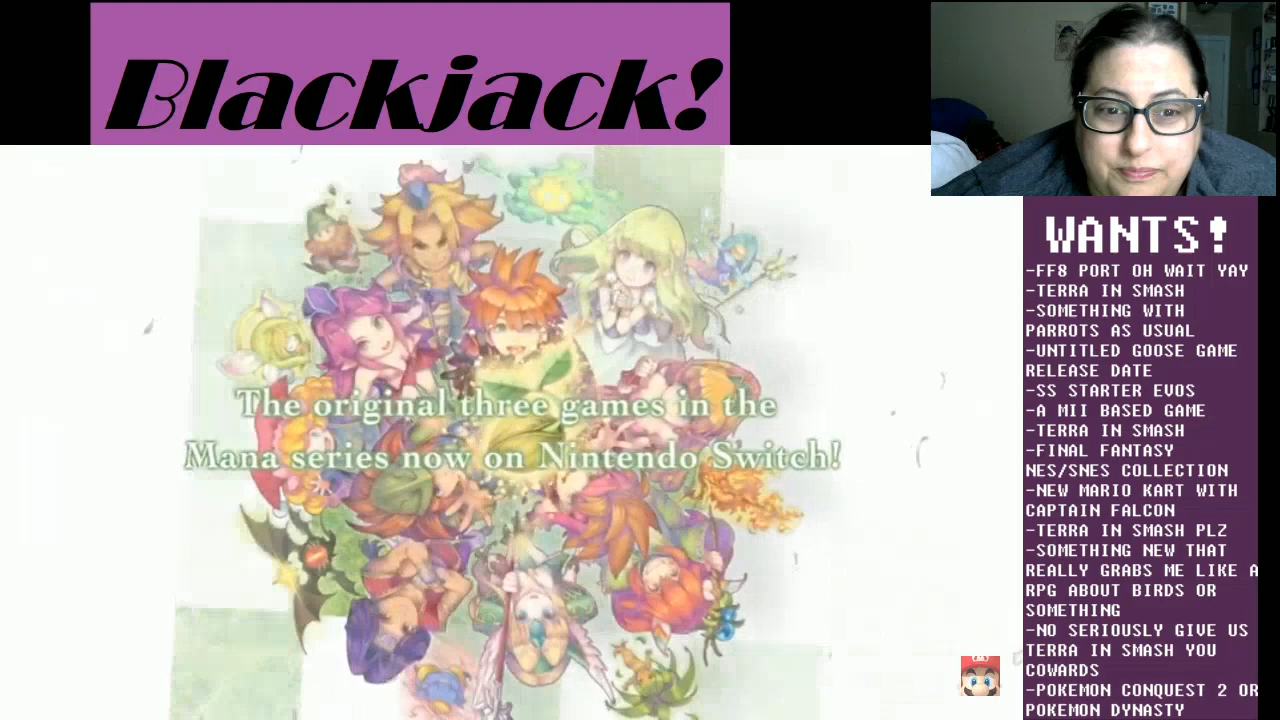 Blackjack!
The original three games in the
Mana series now on Nintendo Switch!
WANTS!
-FF8 PORT OH WAIT YAY
-TERRA IN SMASH
-SOMETHING WITH
PARROTS AS USUAL
-UNTITLED GOOSE GAME
RELEASE DATE
-SS STARTER EVOS
-A MII BASED GAME
-TERRA IN SMASH
-FINAL FANTASY
NES/SNES COLLECTION
-NEW MARIO KART WITH
CAPTAIN FALCON
-TERRA IN SMASH PLZ
-SOMETHING NEW THAT
REALLY GRABS ME LIKE A
RPG ABOUT BIRDS OR
SOMETHING
-NO SERIOUSLY GIVE US
TERRA IN SMASH YOU
COWARDS
-POKEMON CONQUEST 2 OR
POKEMON DYNASTY